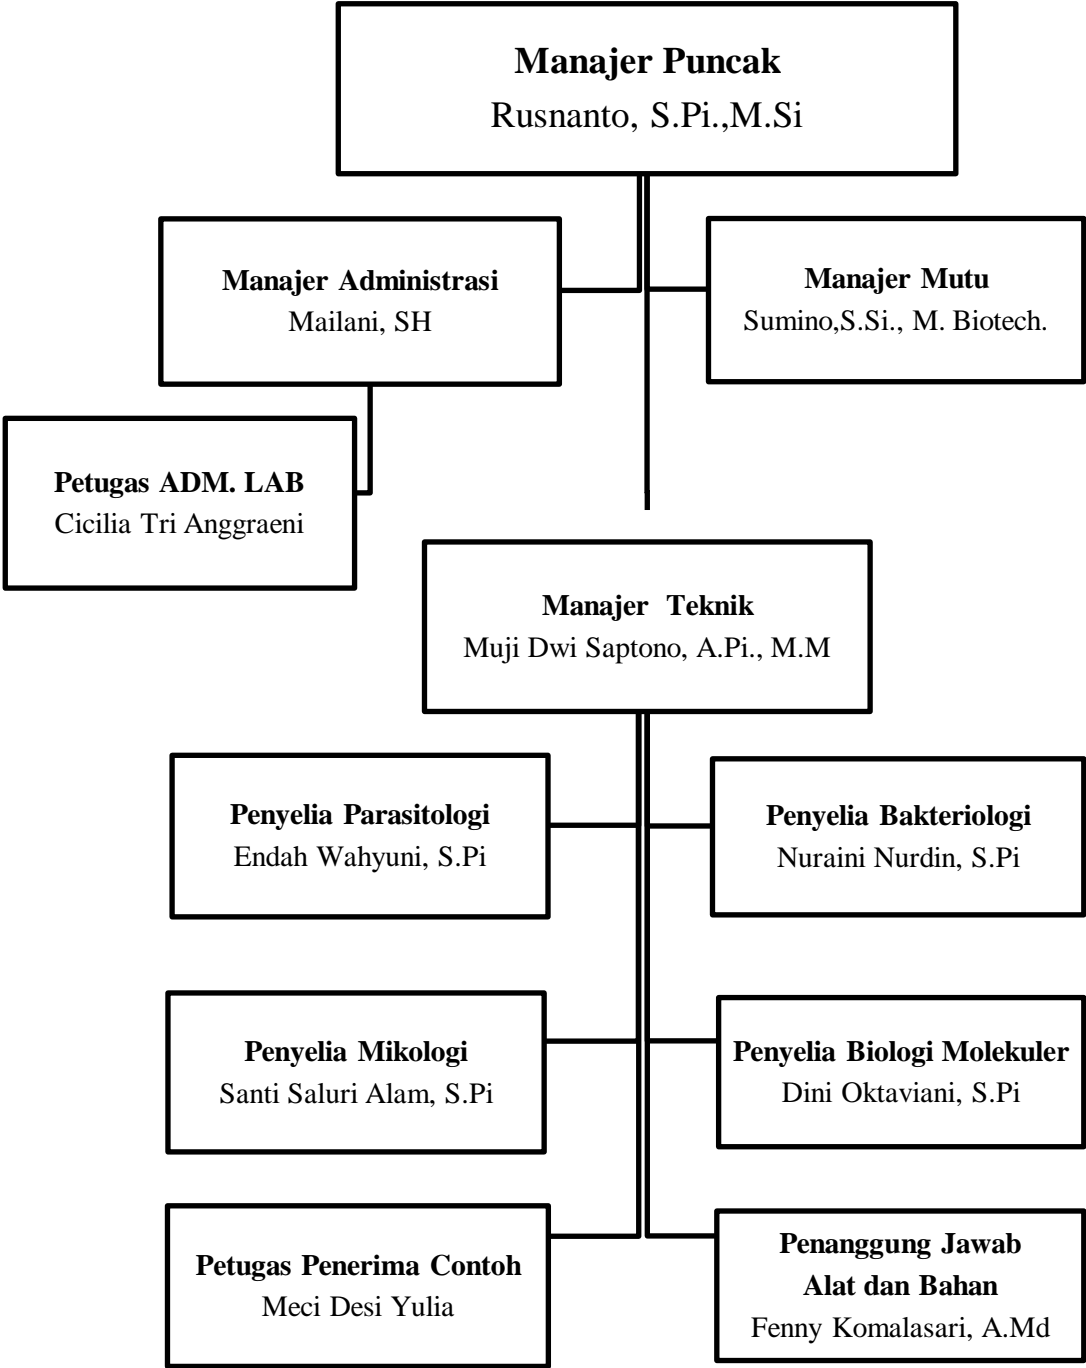 Manajer Puncak
Rusnanto, S.Pi.,M.Si
Manajer Administrasi
Mailani, SH
Manajer Mutu
Sumino,S.Si., M. Biotech.
Petugas ADM. LAB
Cicilia Tri Anggraeni
Manajer Teknik
Muji Dwi Saptono, A.Pi., M.M
Penyelia Parasitologi
Endah Wahyuni, S.Pi
Penyelia Bakteriologi
Nuraini Nurdin, S.Pi
Penyelia Mikologi
Santi Saluri Alam, S.Pi
Penyelia Biologi Molekuler
Dini Oktaviani, S.Pi
Petugas Penerima Contoh
Meci Desi Yulia
Penanggung Jawab
Alat dan Bahan
Fenny Komalasari, A.Md